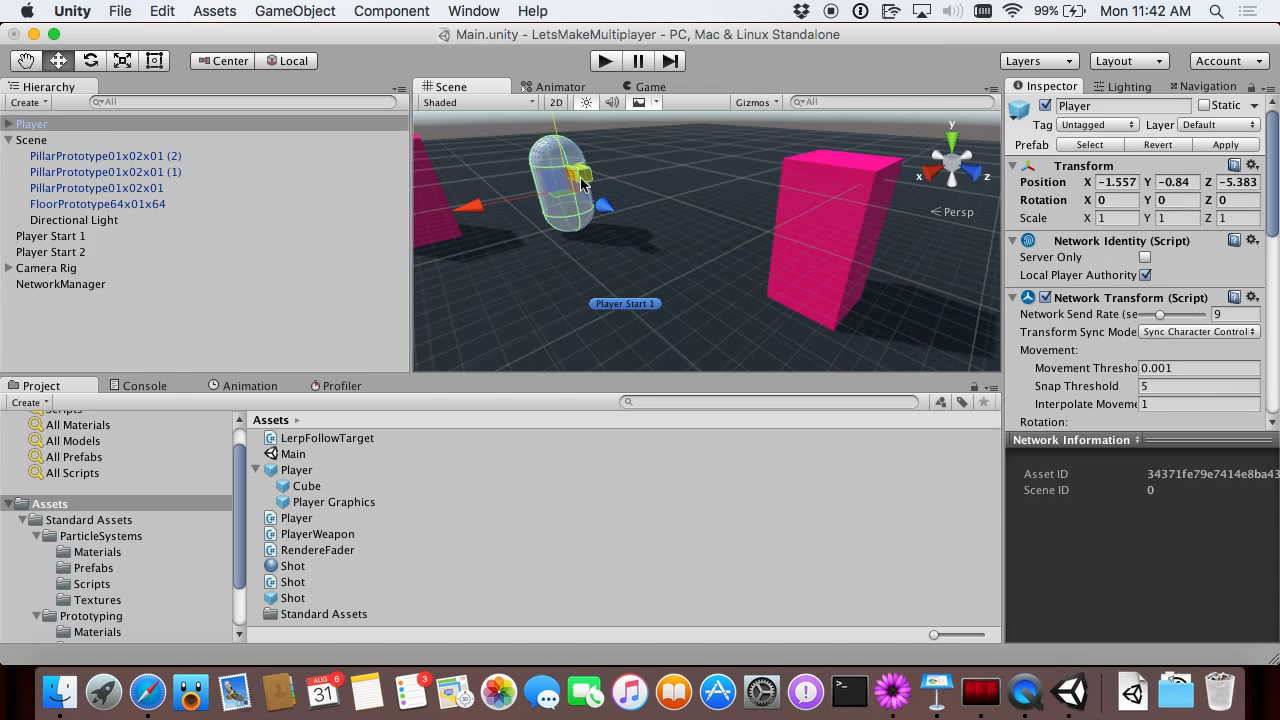 Unity File Edit Assets GameObject Component Window Help 99% Mon 11:42 AM
Main.unity - LetsMakeMultiplayer - PC, Mac & Linux Standalone
Center Local Layers Layout Account
Hierarchy
Create All
Player
Scene
PillarPrototype01x02x01 (2)
PillarPrototype01x02x01 (1)
PillarPrototype01x02x01
FloorPrototype64x01x64
Directional Light
Player Start 1
Player Start 2
Camera Rig
NetworkManager
Scene Animator Game
Shaded 2D Gizmos All
y
x z
Persp
Player Start 1
Inspector Lighting Navigation
Player Static
Tag Untagged Layer Default
Prefab Select Revert Apply
Transform
Position X -1.557 Y -0.84 Z -5.383
Rotation X 0 Y 0 Z 0
Scale X 1 Y 1 Z 1
Network Identity (Script)
Server Only
Local Player Authority
Network Transform (Script)
Network Send Rate (se 9
Transform Sync Mode Sync Character Control
Movement:
Movement Thresho 0.001
Snap Threshold 5
Interpolate Moveme 1
Rotation:
Network Information
Asset ID 34371fe79e7414e8ba43
Scene ID 0
Project Console Animation Profiler
Create
All Materials
All Models
All Prefabs
All Scripts
Assets
Standard Assets
ParticleSystems
Materials
Prefabs
Scripts
Textures
Prototyping
Materials
Assets
LerpFollowTarget
Main
Player
Cube
Player Graphics
Player
PlayerWeapon
RendereFader
Shot
Shot
Shot
Standard Assets
AUG 6 3
31